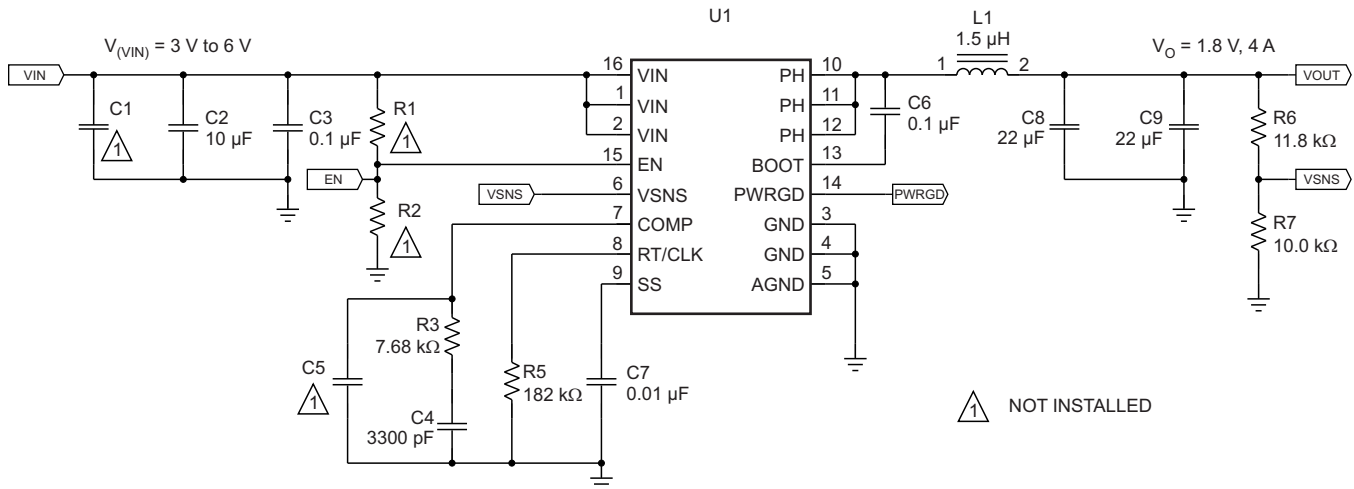 U1
L1
1.5 µH
V(VIN) = 3 V to 6 V
VO = 1.8 V, 4 A
VIN
C1
1
C2
10 µF
C3
0.1 µF
R1
1
EN
R2
1
VSNS
16 VIN
1 VIN
2 VIN
15 EN
6 VSNS
7 COMP
8 RT/CLK
9 SS
PH 10
PH 11
PH 12
BOOT 13
PWRGD 14
GND 3
GND 4
AGND 5
C6
0.1 µF
1 2
PWRGD
C8
22 µF
C9
22 µF
VOUT
R6
11.8 kΩ
VSNS
R7
10.0 kΩ
C5
1
R3
7.68 kΩ
C4
3300 pF
R5
182 kΩ
C7
0.01 µF
1 NOT INSTALLED